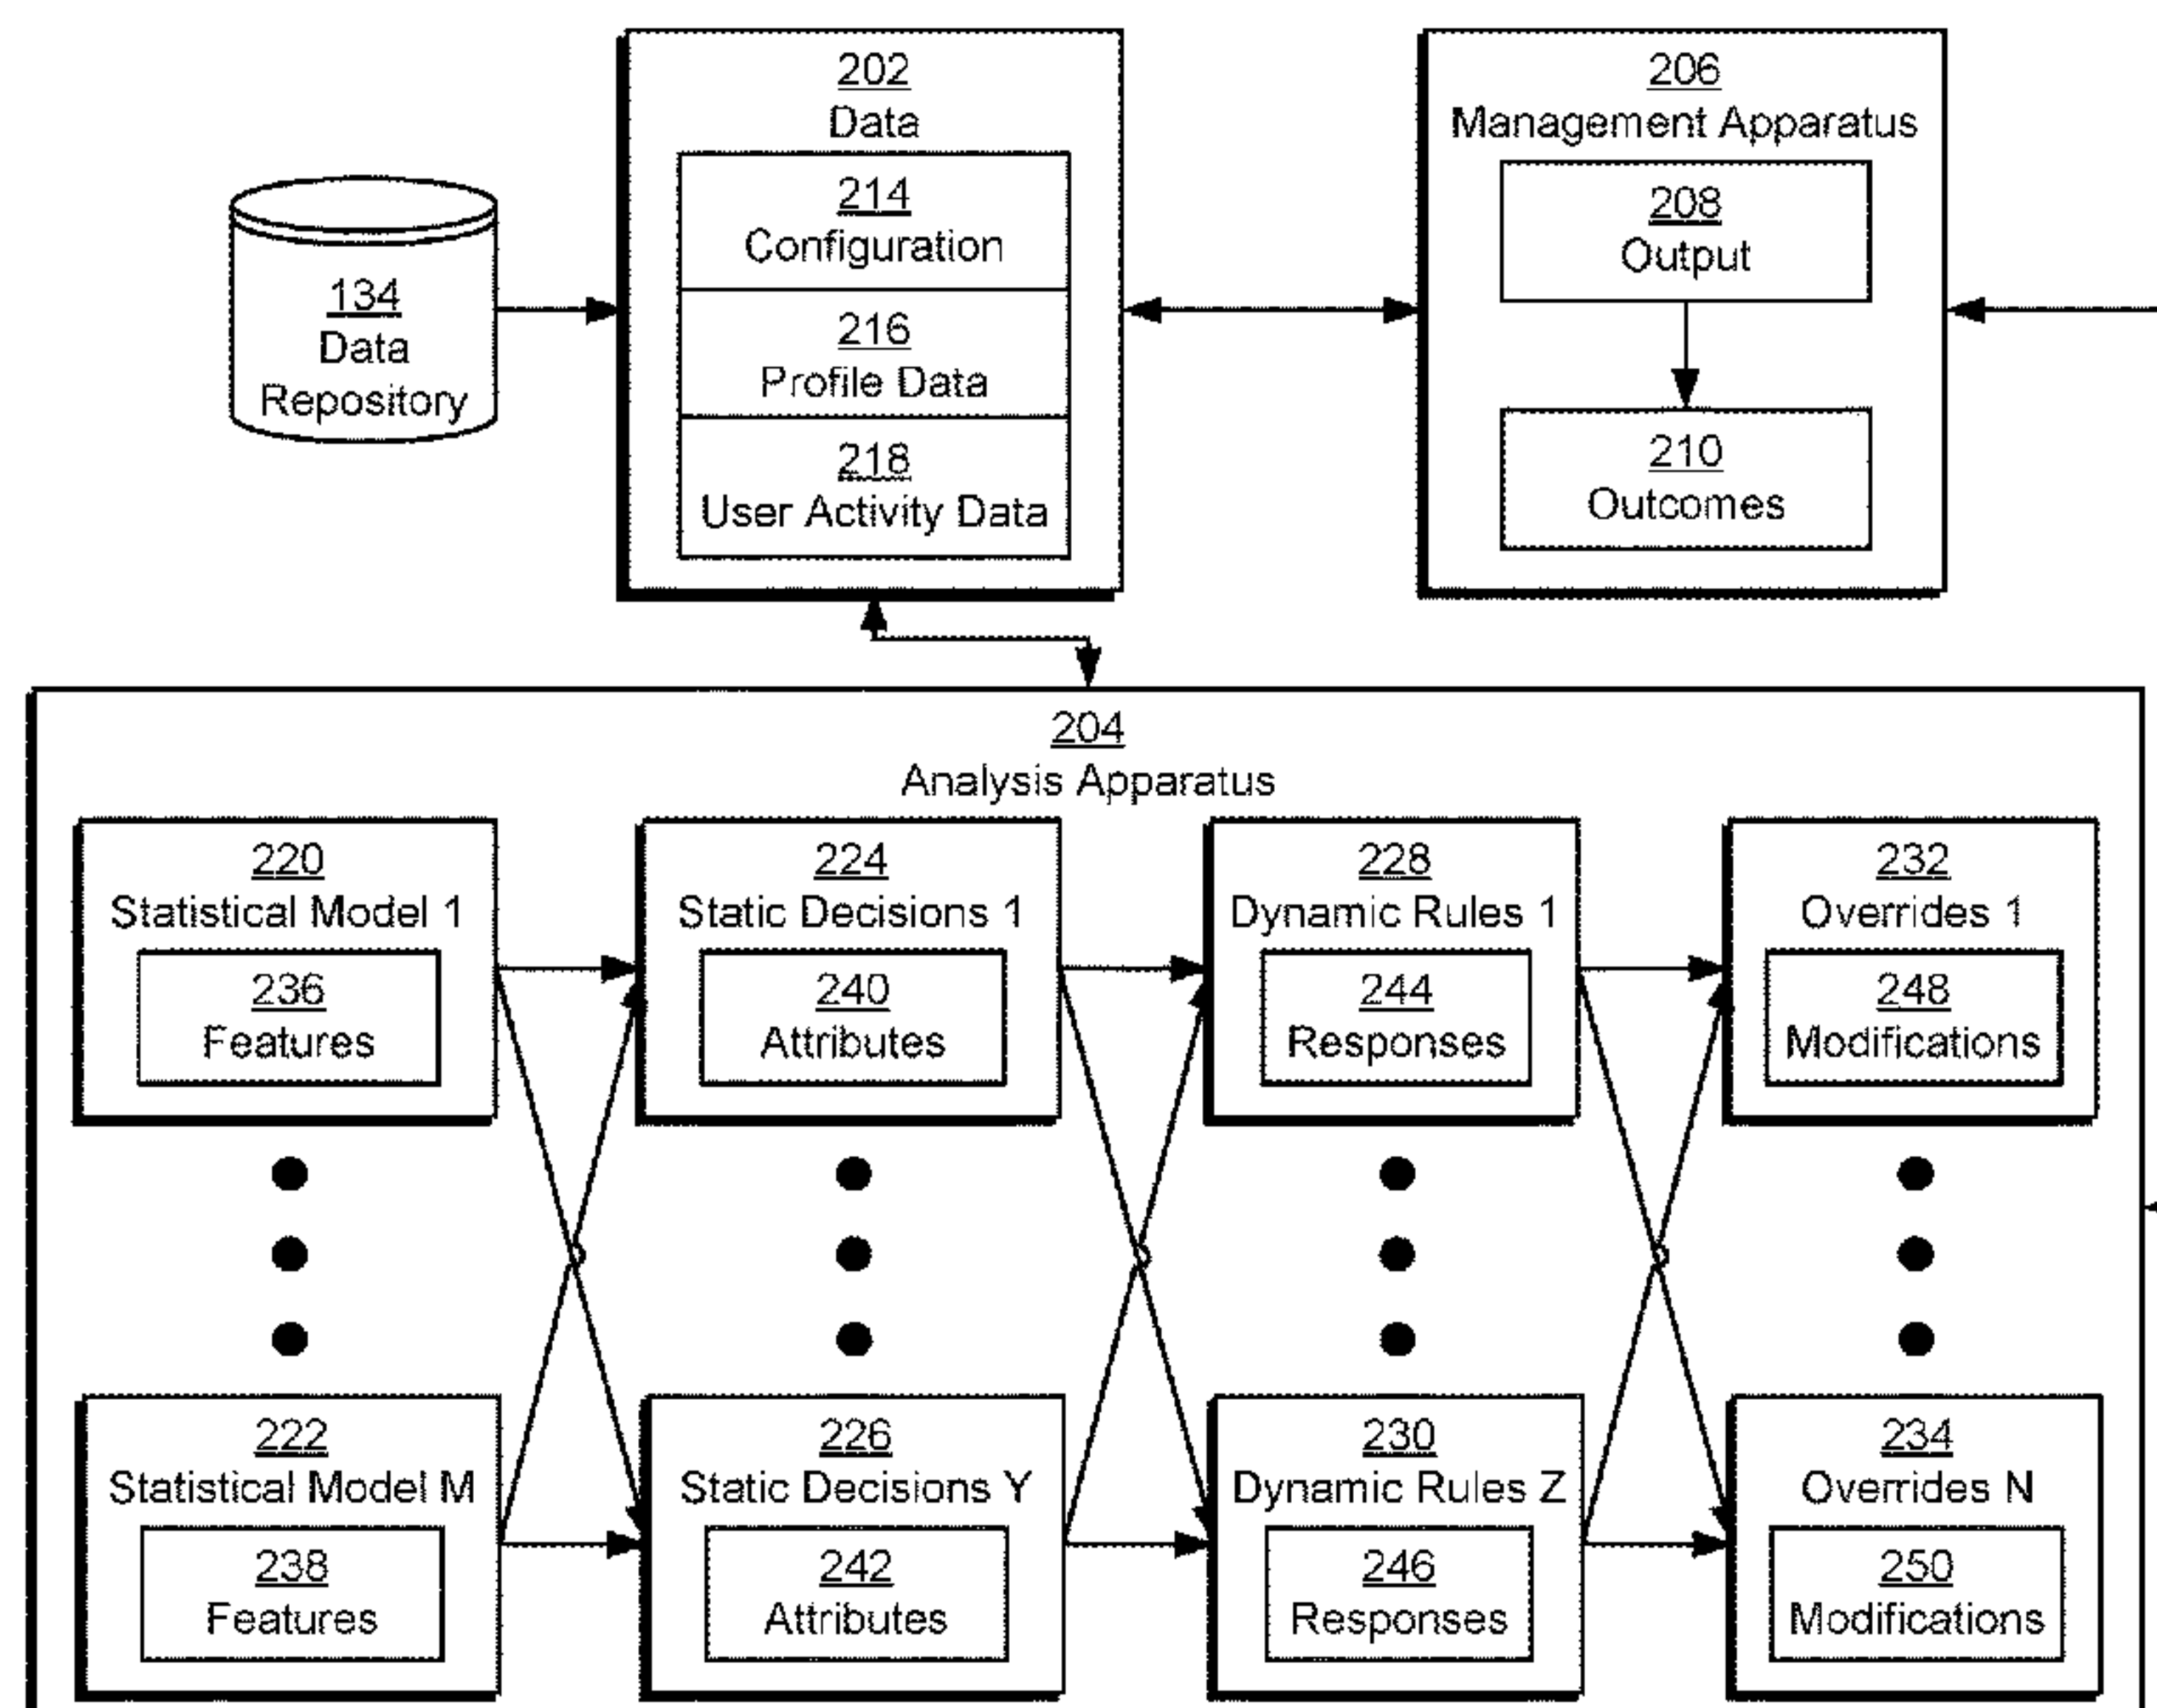 202
Data
214
Configuration
216
Profile Data
218
User Activity Data
206
Management Apparatus
208
Output
210
Outcomes
134
Data
Repository
204
Analysis Apparatus
220
Statistical Model 1
236
Features
224
Static Decisions 1
240
Attributes
228
Dynamic Rules 1
244
Responses
232
Overrides 1
248
Modifications
222
Statistical Model M
238
Features
226
Static Decisions Y
242
Attributes
230
Dynamic Rules Z
246
Responses
234
Overrides N
250
Modifications